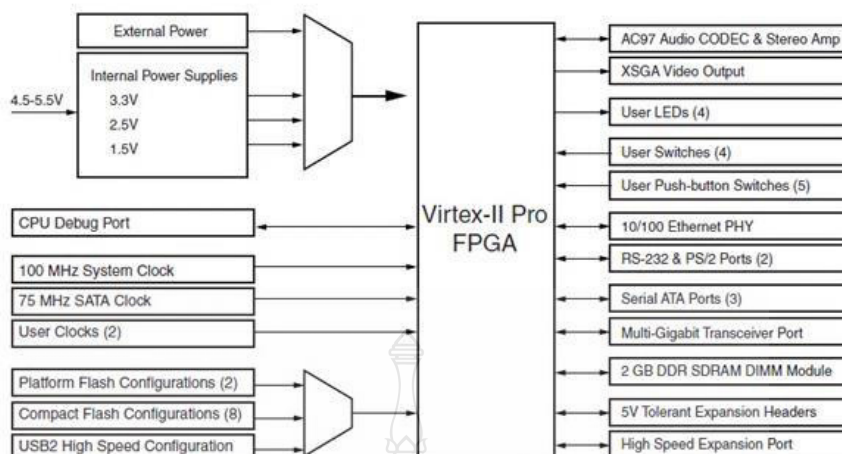 External Power
Internal Power Supplies
4.5-5.5V
3.3V
2.5V
1.5V
CPU Debug Port
100 MHz System Clock
75 MHz SATA Clock
User Clocks (2)
Platform Flash Configurations (2)
Compact Flash Configurations (8)
USB2 High Speed Configuration
Virtex-II Pro
FPGA
AC97 Audio CODEC & Stereo Amp
XSGA Video Output
User LEDs (4)
User Switches (4)
User Push-button Switches (5)
10/100 Ethernet PHY
RS-232 & PS/2 Ports (2)
Serial ATA Ports (3)
Multi-Gigabit Transceiver Port
2 GB DDR SDRAM DIMM Module
5V Tolerant Expansion Headers
High Speed Expansion Port